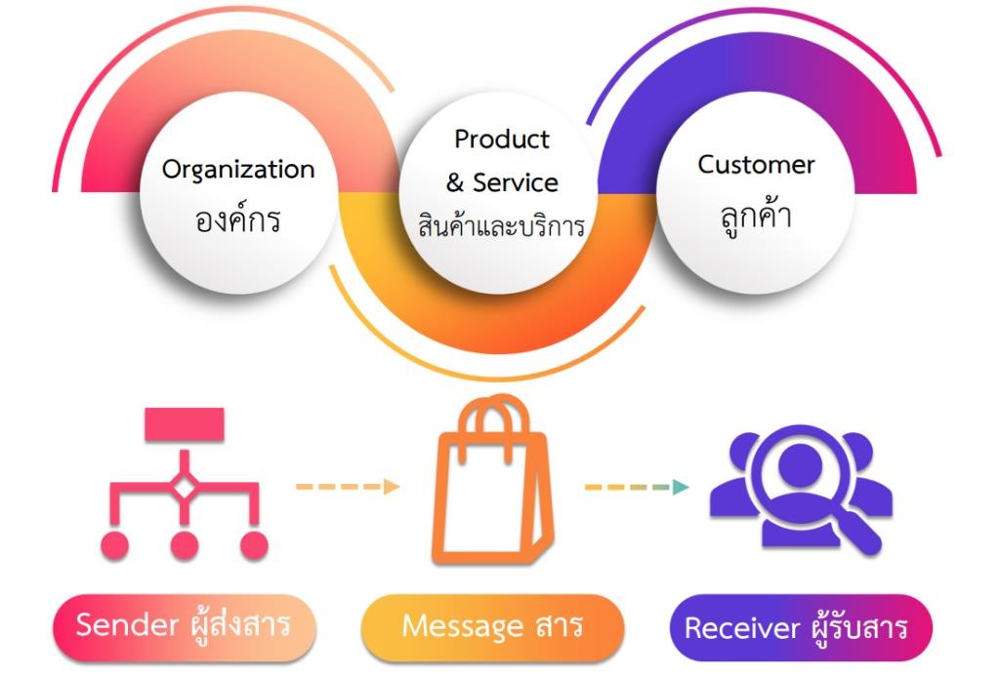 Organization
องค์กร
Product
& Service
สินค้าและบริการ
Customer
ลูกค้า
Sender ผู้ส่งสาร
Message สาร
Receiver ผู้รับสาร